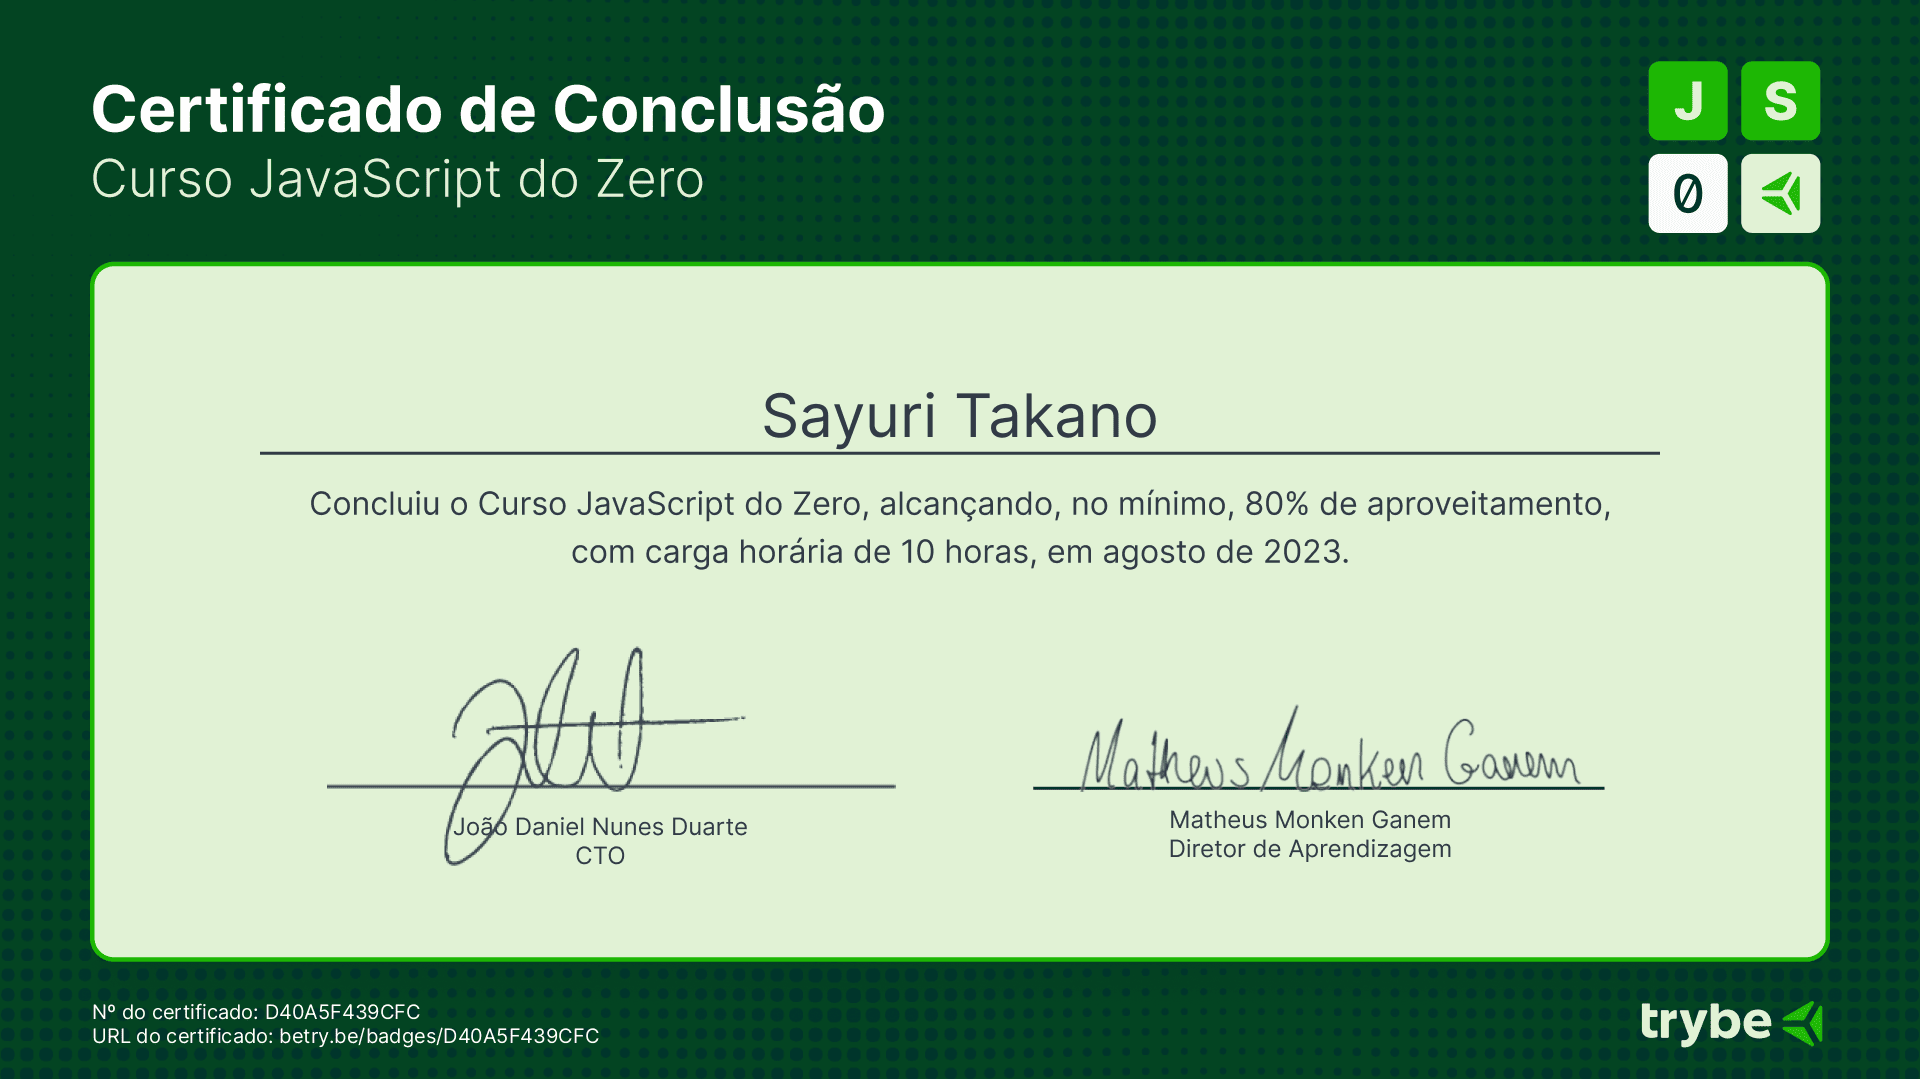 Certificado de Conclusão
Curso JavaScript do Zero
J S
0
Sayuri Takano
Concluiu o Curso JavaScript do Zero, alcançando, no mínimo, 80% de aproveitamento,
com carga horária de 10 horas, em agosto de 2023.
Matheus Monken Ganem
João Daniel Nunes Duarte
CTO
Matheus Monken Ganem
Diretor de Aprendizagem
Nº do certificado: D40A5F439CFC
URL do certificado: betry.be/badges/D40A5F439CFC
trybe